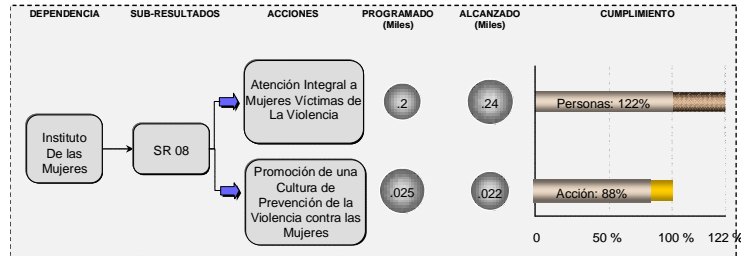 DEPENDENCIA SUB-RESULTADOS ACCIONES PROGRAMADO ALCANZADO CUMPLIMIENTO
(Miles) (Miles)
Instituto
De las
Mujeres
SR 08
Atención Integral a
Mujeres Víctimas de
La Violencia
.2
.24
Personas: 122%
Promoción de una
Cultura de
Prevención de la
Violencia contra las
Mujeres
.025
.022
Acción: 88%
0 50 % 100 % 122 %